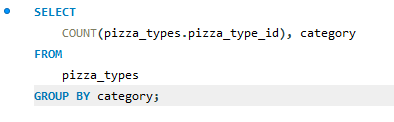 SELECT
COUNT(pizza_types.pizza_type_id), category
FROM
pizza_types
GROUP BY category;